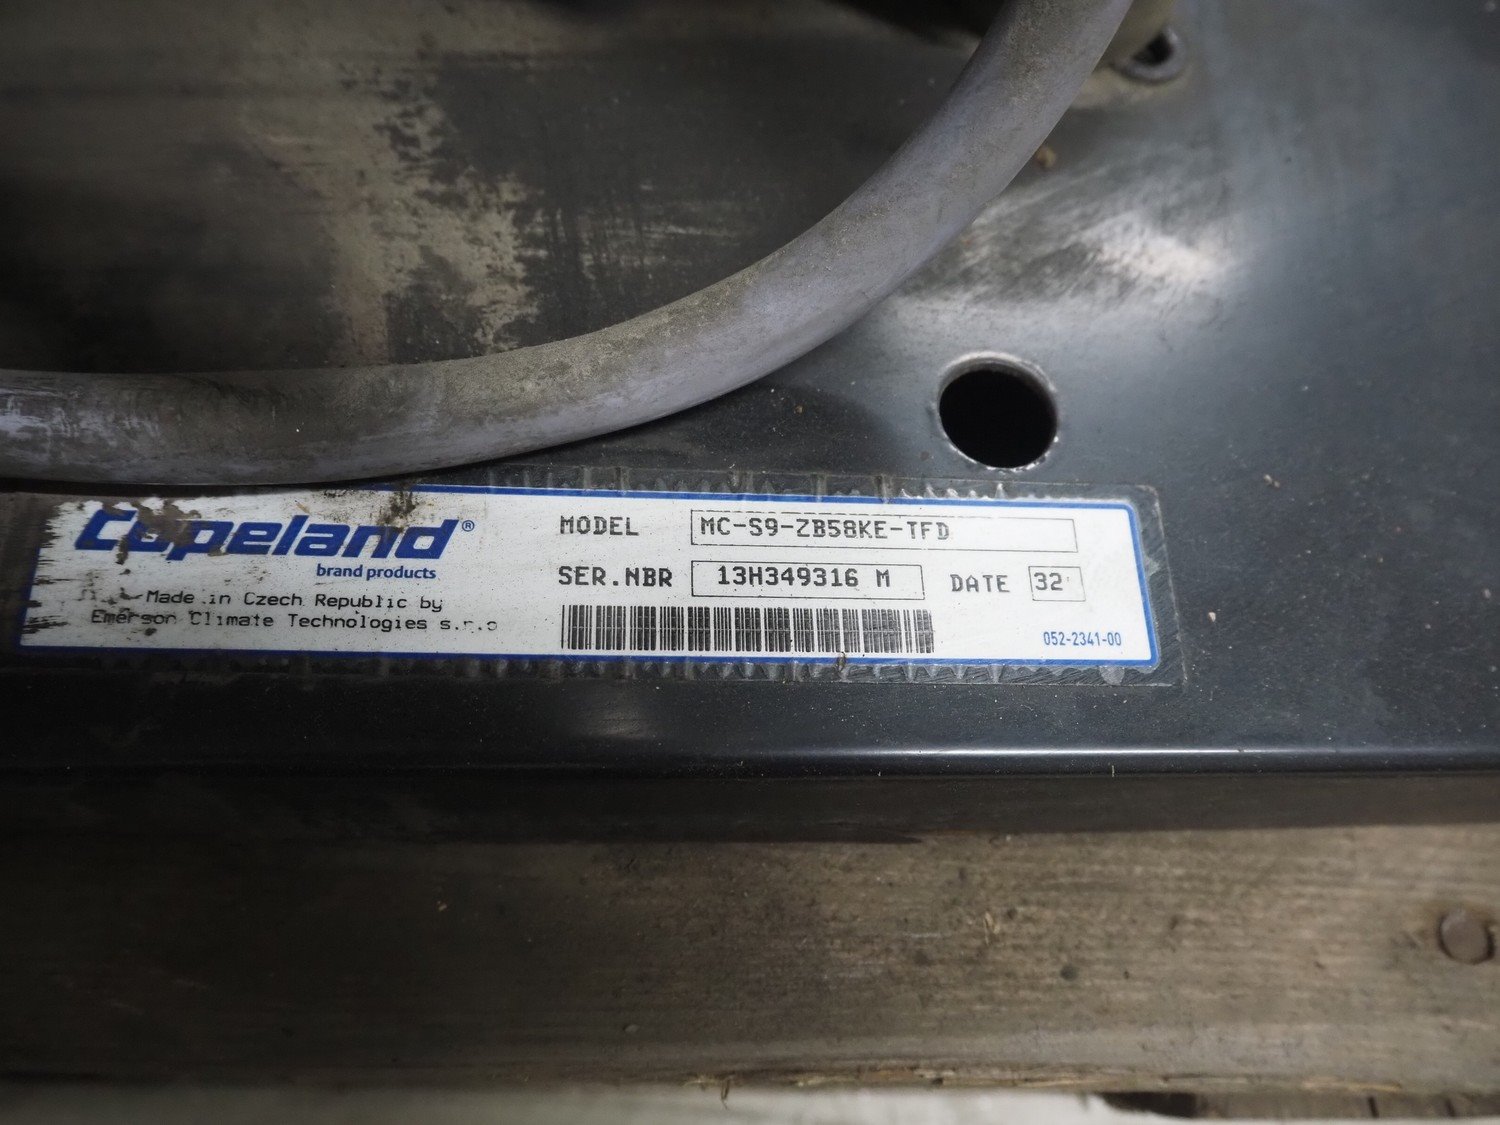 Copeland®
brand products
Made in Czech Republic by
Emerson Climate Technologies s.r.o
MODEL MC-S9-ZB58KE-TFD
SER.NBR 13H349316 M DATE 32
052-2341-00